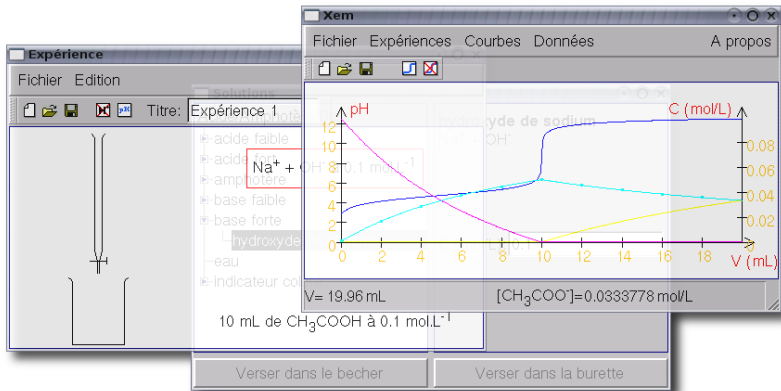 Xem
Fichier Expériences Courbes Données A propos
pH
C (mol/L)
12
10
8
6
4
2
0
0.08
0.06
0.04
0.02
0
0 2 4 6 8 10 12 14 16 18
V (mL)
V= 19.96 mL [CH₃COO⁻]=0.0333778 mol/L
Expérience
Fichier Edition
Titre: Expérience 1
Na⁺ + OH⁻ 0.1 mol.L⁻¹
10 mL de CH₃COOH à 0.1 mol.L⁻¹
Solutions
acide faible
acide fort
amphotère
base faible
base forte
hydroxyde
eau
indicateur
hydroxyde de sodium
Verser dans le becher
Verser dans la burette